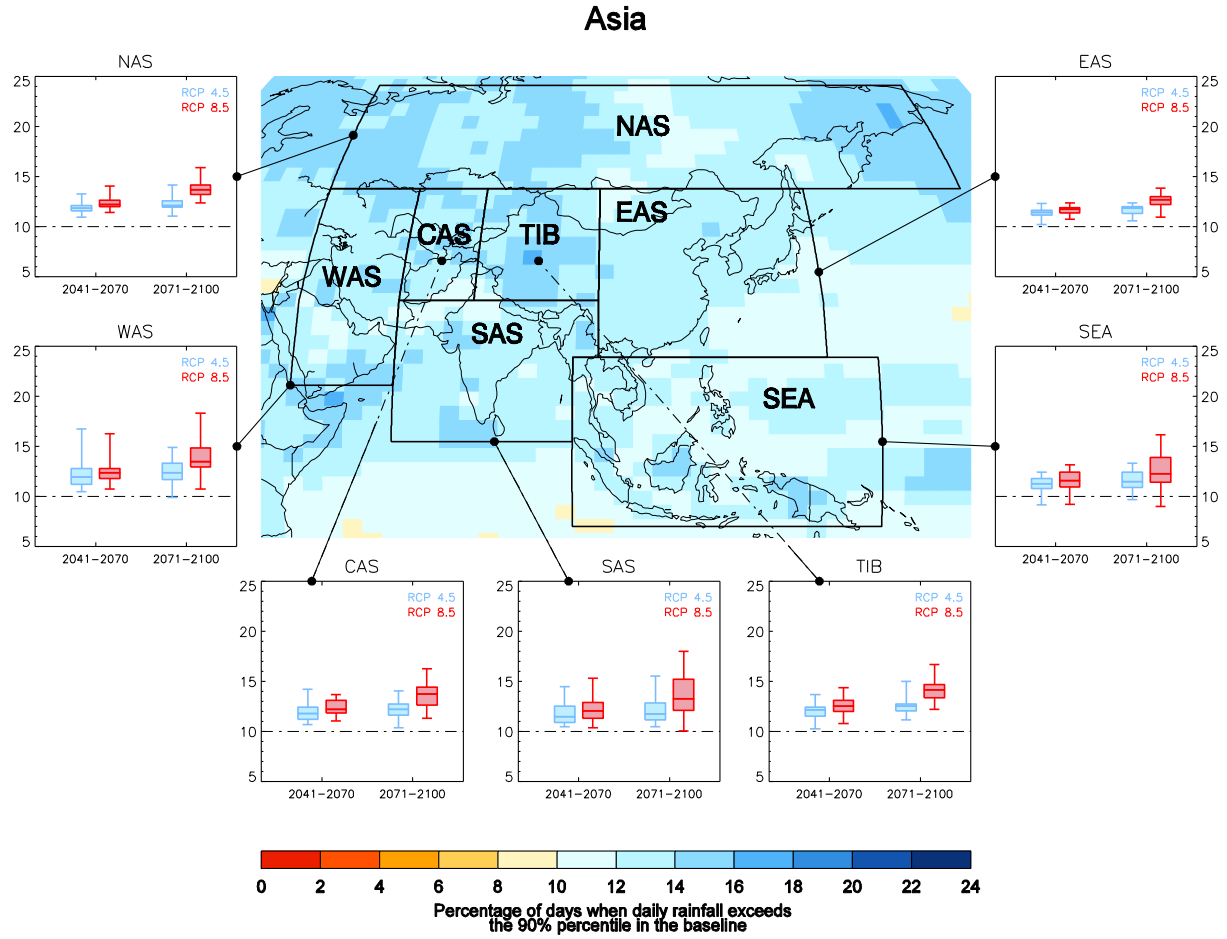 Asia
NAS
25
20
15
10
5
RCP 4.5
RCP 8.5
2041-2070
2071-2100
EAS
25
20
15
10
5
RCP 4.5
RCP 8.5
2041-2070
2071-2100
NAS
EAS
CAS
TIB
WAS
SAS
SEA
WAS
25
20
15
10
5
RCP 4.5
RCP 8.5
2041-2070
2071-2100
SEA
25
20
15
10
5
RCP 4.5
RCP 8.5
2041-2070
2071-2100
CAS
25
20
15
10
5
RCP 4.5
RCP 8.5
2041-2070
2071-2100
SAS
25
20
15
10
5
RCP 4.5
RCP 8.5
2041-2070
2071-2100
TIB
25
20
15
10
5
RCP 4.5
RCP 8.5
2041-2070
2071-2100
0 2 4 6 8 10 12 14 16 18 20 22 24
Percentage of days when daily rainfall exceeds
the 90% percentile in the baseline